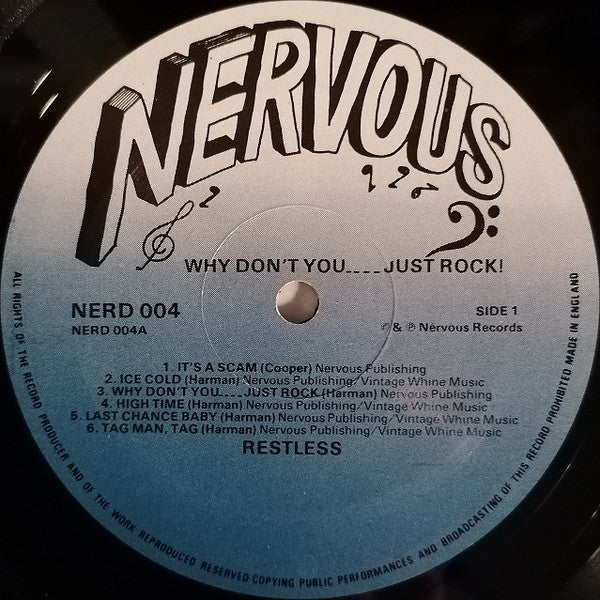 NERVOUS
WHY DON'T YOU....JUST ROCK!
NERD 004
NERD 004A
SIDE 1
© & ℗ Nervous Records
1. IT'S A SCAM (Cooper) Nervous Publishing
2. ICE COLD (Harman) Nervous Publishing/Vintage Whine Music
3. WHY DON'T YOU....JUST ROCK (Harman) Nervous Publishing
4. HIGH TIME (Harman) Nervous Publishing/Vintage Whine Music
5. LAST CHANCE BABY (Harman) Nervous Publishing/Vintage Whine Music
6. TAG MAN, TAG (Harman) Nervous Publishing/Vintage Whine Music
RESTLESS
ALL RIGHTS OF THE RECORD PRODUCER AND OF THE WORK REPRODUCED RESERVED COPYING PUBLIC PERFORMANCES AND BROADCASTING OF THIS RECORD PROHIBITED MADE IN ENGLAND